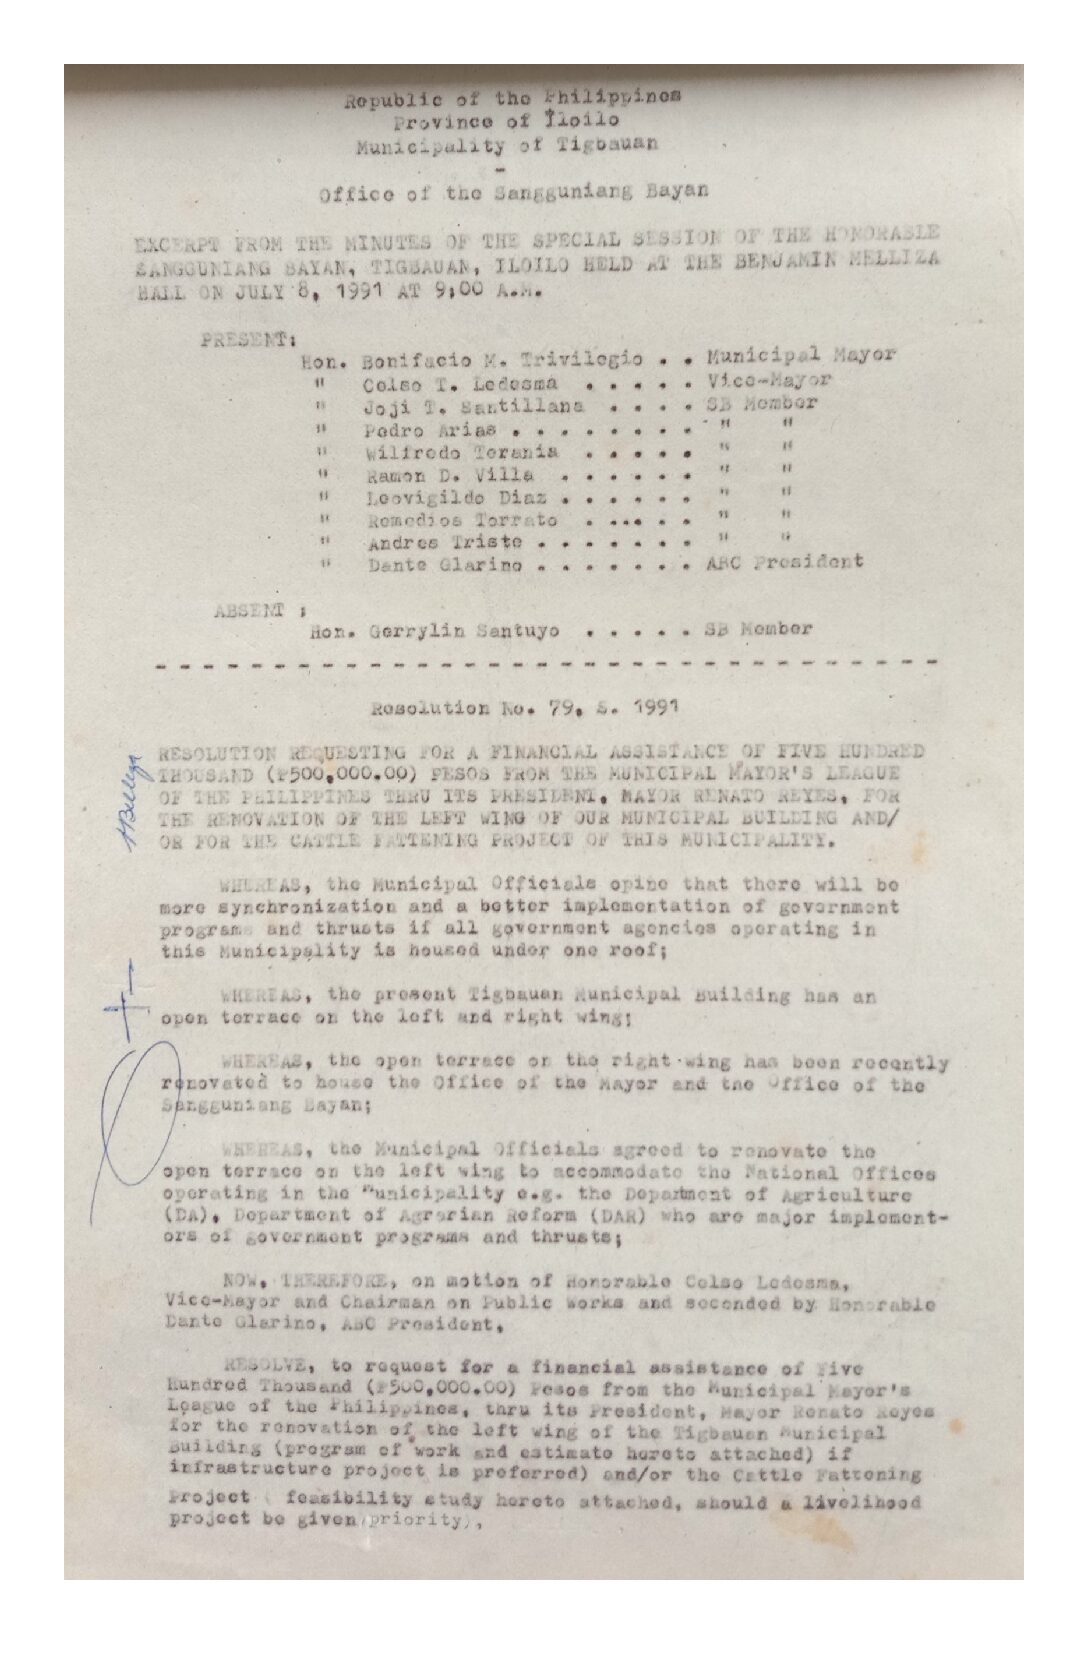 Republic of the Philippines
Province of Iloilo
Municipality of Tigbauan
-
Office of the Sangguniang Bayan
EXCERPT FROM THE MINUTES OF THE SPECIAL SESSION OF THE HONORABLE
SANGGUNIANG BAYAN, TIGBAUAN, ILOILO HELD AT THE BENJAMIN MELLIZA
HALL ON JULY 8, 1991 AT 9:00 A.M.
PRESENT:
Hon. Bonifacio M. Trivilegio . . Municipal Mayor
" Celso T. Ledesma . . . . . Vice-Mayor
" Joji T. Santillana . . . . SB Member
" Pedro Arias . . . . . . . . " "
" Wilfredo Torania . . . . . " "
" Ramon D. Villa . . . . . . " "
" Leovigildo Diaz . . . . . . " "
" Remedios Torrato . ... . . " "
" Andres Triste . . . . . . . " "
" Dante Glarino . . . . . . . ABC President
ABSENT :
Hon. Gerrylin Santuyo . . . . . SB Member
- - - - - - - - - - - - - - - - - - - - - - - - - - - - - - - - -
Resolution No. 79, S. 1991
RESOLUTION REQUESTING FOR A FINANCIAL ASSISTANCE OF FIVE HUNDRED
THOUSAND (₱500,000.00) PESOS FROM THE MUNICIPAL MAYOR'S LEAGUE
OF THE PHILIPPINES THRU ITS PRESIDENT, MAYOR RENATO REYES, FOR
THE RENOVATION OF THE LEFT WING OF OUR MUNICIPAL BUILDING AND/
OR FOR THE CATTLE FATTENING PROJECT OF THIS MUNICIPALITY.
WHEREAS, the Municipal Officials opine that there will be
more synchronization and a better implementation of government
programs and thrusts if all government agencies operating in
this Municipality is housed under one roof;
WHEREAS, the present Tigbauan Municipal Building has an
open terrace on the left and right wing;
WHEREAS, the open terrace on the right wing has been recently
renovated to house the Office of the Mayor and the Office of the
Sangguniang Bayan;
WHEREAS, the Municipal Officials agreed to renovate the
open terrace on the left wing to accommodate the National Offices
operating in the Municipality e.g. the Department of Agriculture
(DA), Department of Agrarian Reform (DAR) who are major implement-
ors of government programs and thrusts;
NOW, THEREFORE, on motion of Honorable Celso Ledesma,
Vice-Mayor and Chairman on Public Works and seconded by Honorable
Dante Glarino, ABC President,
RESOLVE, to request for a financial assistance of Five
Hundred Thousand (₱500,000.00) Pesos from the Municipal Mayor's
League of the Philippines, thru its President, Mayor Renato Reyes
for the renovation of the left wing of the Tigbauan Municipal
Building (program of work and estimate hereto attached) if
infrastructure project is preferred) and/or the Cattle Fattening
Project ( feasibility study hereto attached, should a livelihood
project be given priority),